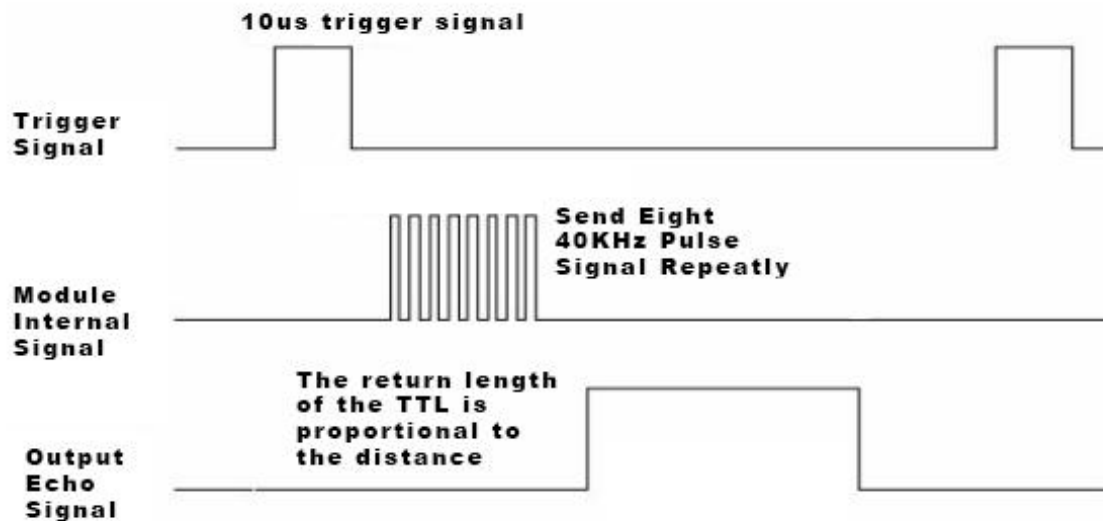 10us trigger signal
Trigger
Signal
Send Eight
40KHz Pulse
Signal Repeatly
Module
Internal
Signal
The return length
of the TTL is
proportional to
the distance
Output
Echo
Signal